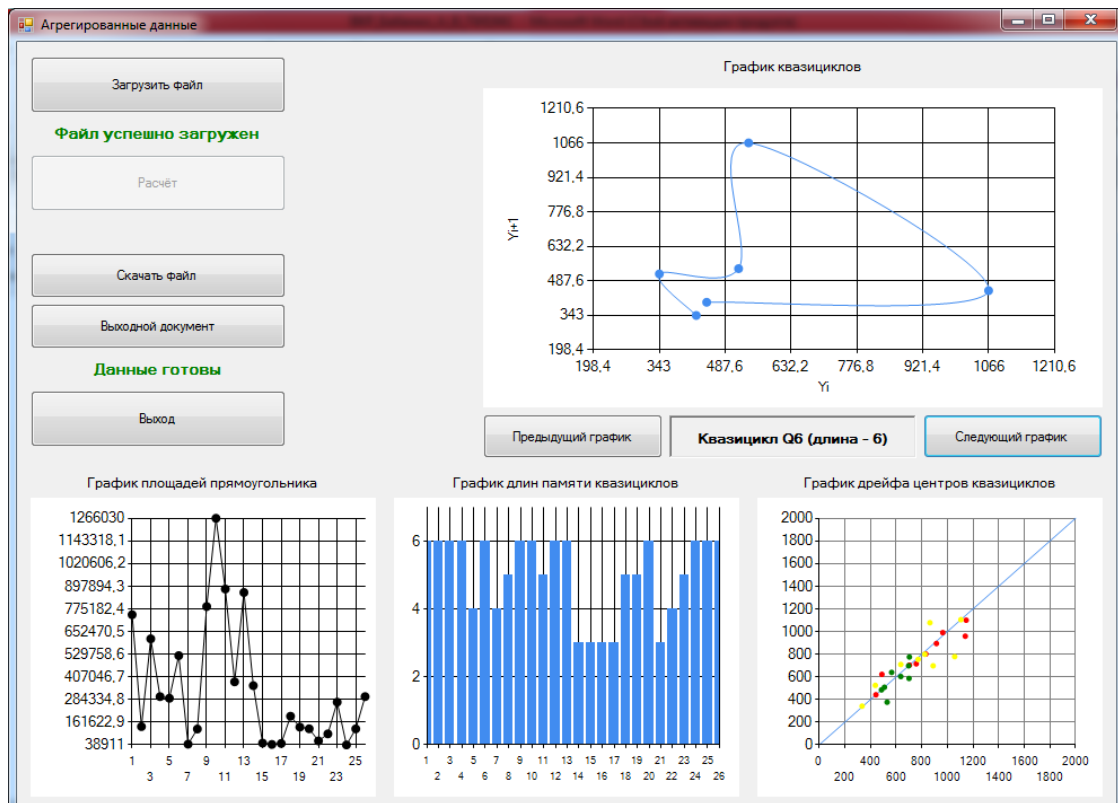 Агрегированные данные
Загрузить файл
Файл успешно загружен
Расчёт
Скачать файл
Выходной документ
Данные готовы
Выход
График квазициклов
1210,6
1066
921,4
776,8
632,2
487,6
343
198,4
Yi+1
198,4 343 487,6 632,2 776,8 921,4 1066 1210,6
Yi
Предыдущий график
Квазицикл Q6 (длина - 6)
Следующий график
График площадей прямоугольника
1266030
1143318,1
1020606,2
897894,3
775182,4
652470,5
529758,6
407046,7
284334,8
161622,9
38911
1 5 9 13 17 21 25
3 7 11 15 19 23
График длин памяти квазициклов
6
4
2
0
1 3 5 7 9 11 13 15 17 19 21 23 25
2 4 6 8 10 12 14 16 18 20 22 24 26
График дрейфа центров квазициклов
2000
1800
1600
1400
1200
1000
800
600
400
200
0
0 400 800 1200 1600 2000
200 600 1000 1400 1800